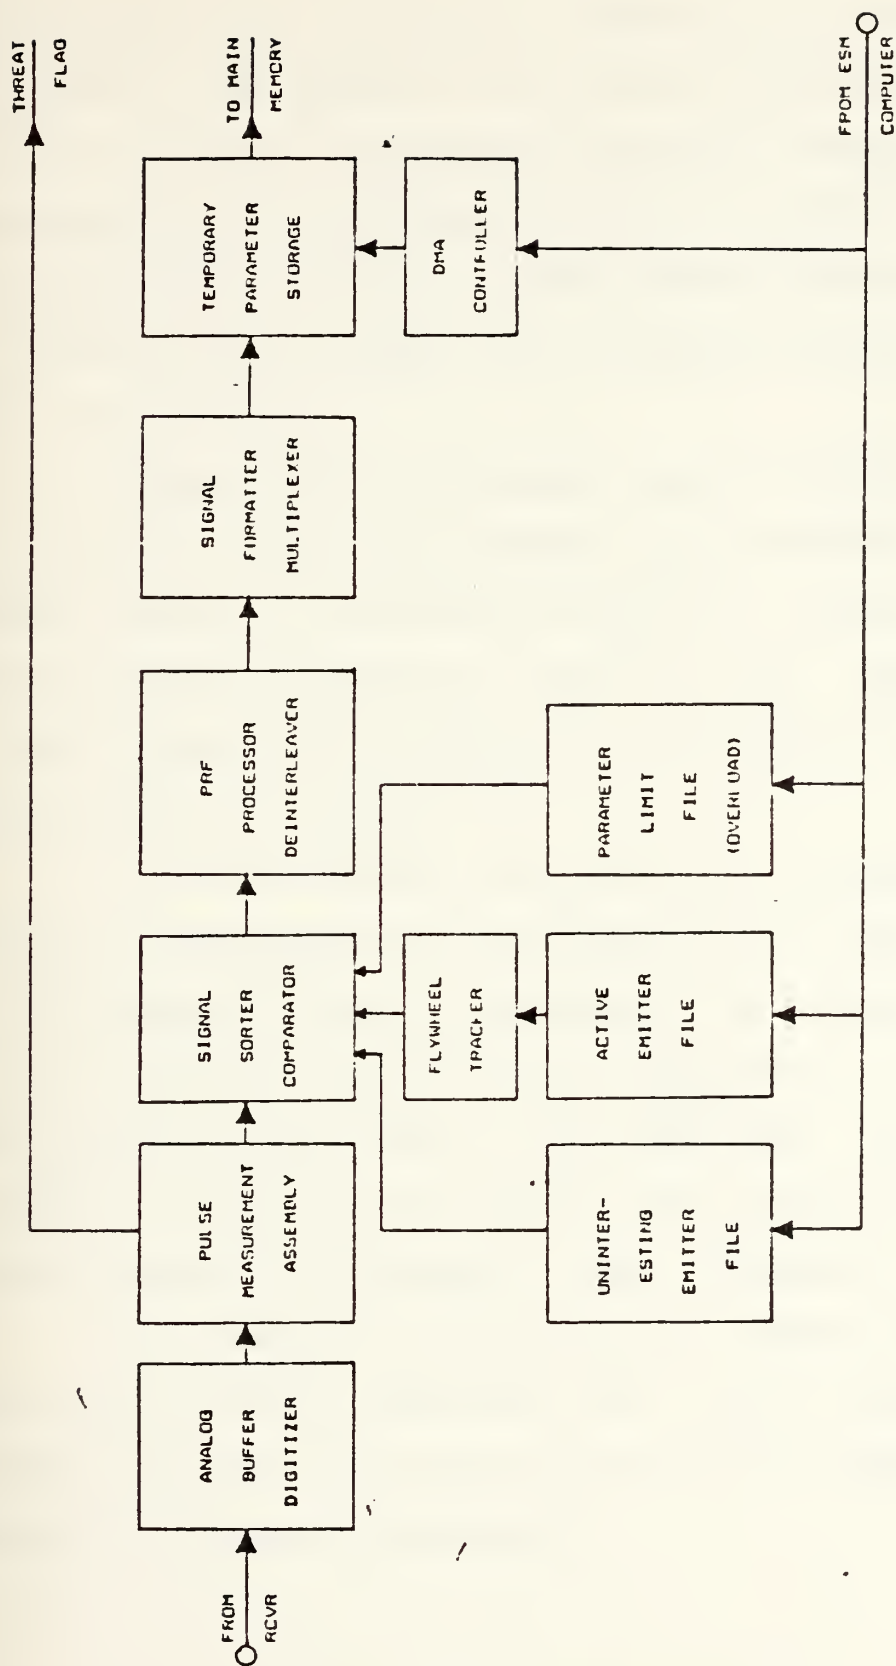 THREAT
FLAG
TO MAIN
MEMORY
FROM
RCVR
ANALOG
BUFFER
DIGITIZER
PULSE
MEASUREMENT
ASSEMBLY
SIGNAL
SORTER
COMPARATOR
PRF
PROCESSOR
DEINTERLEAVER
SIGNAL
FORMATTER
MULTIPLEXER
TEMPORARY
PARAMETER
STORAGE
FLYWHEEL
TRACKER
DMA
CONTROLLER
UNINTER-
ESTING
EMITTER
FILE
ACTIVE
EMITTER
FILE
PARAMETER
LIMIT
FILE
(OVERLOAD)
FROM ESM
COMPUTER